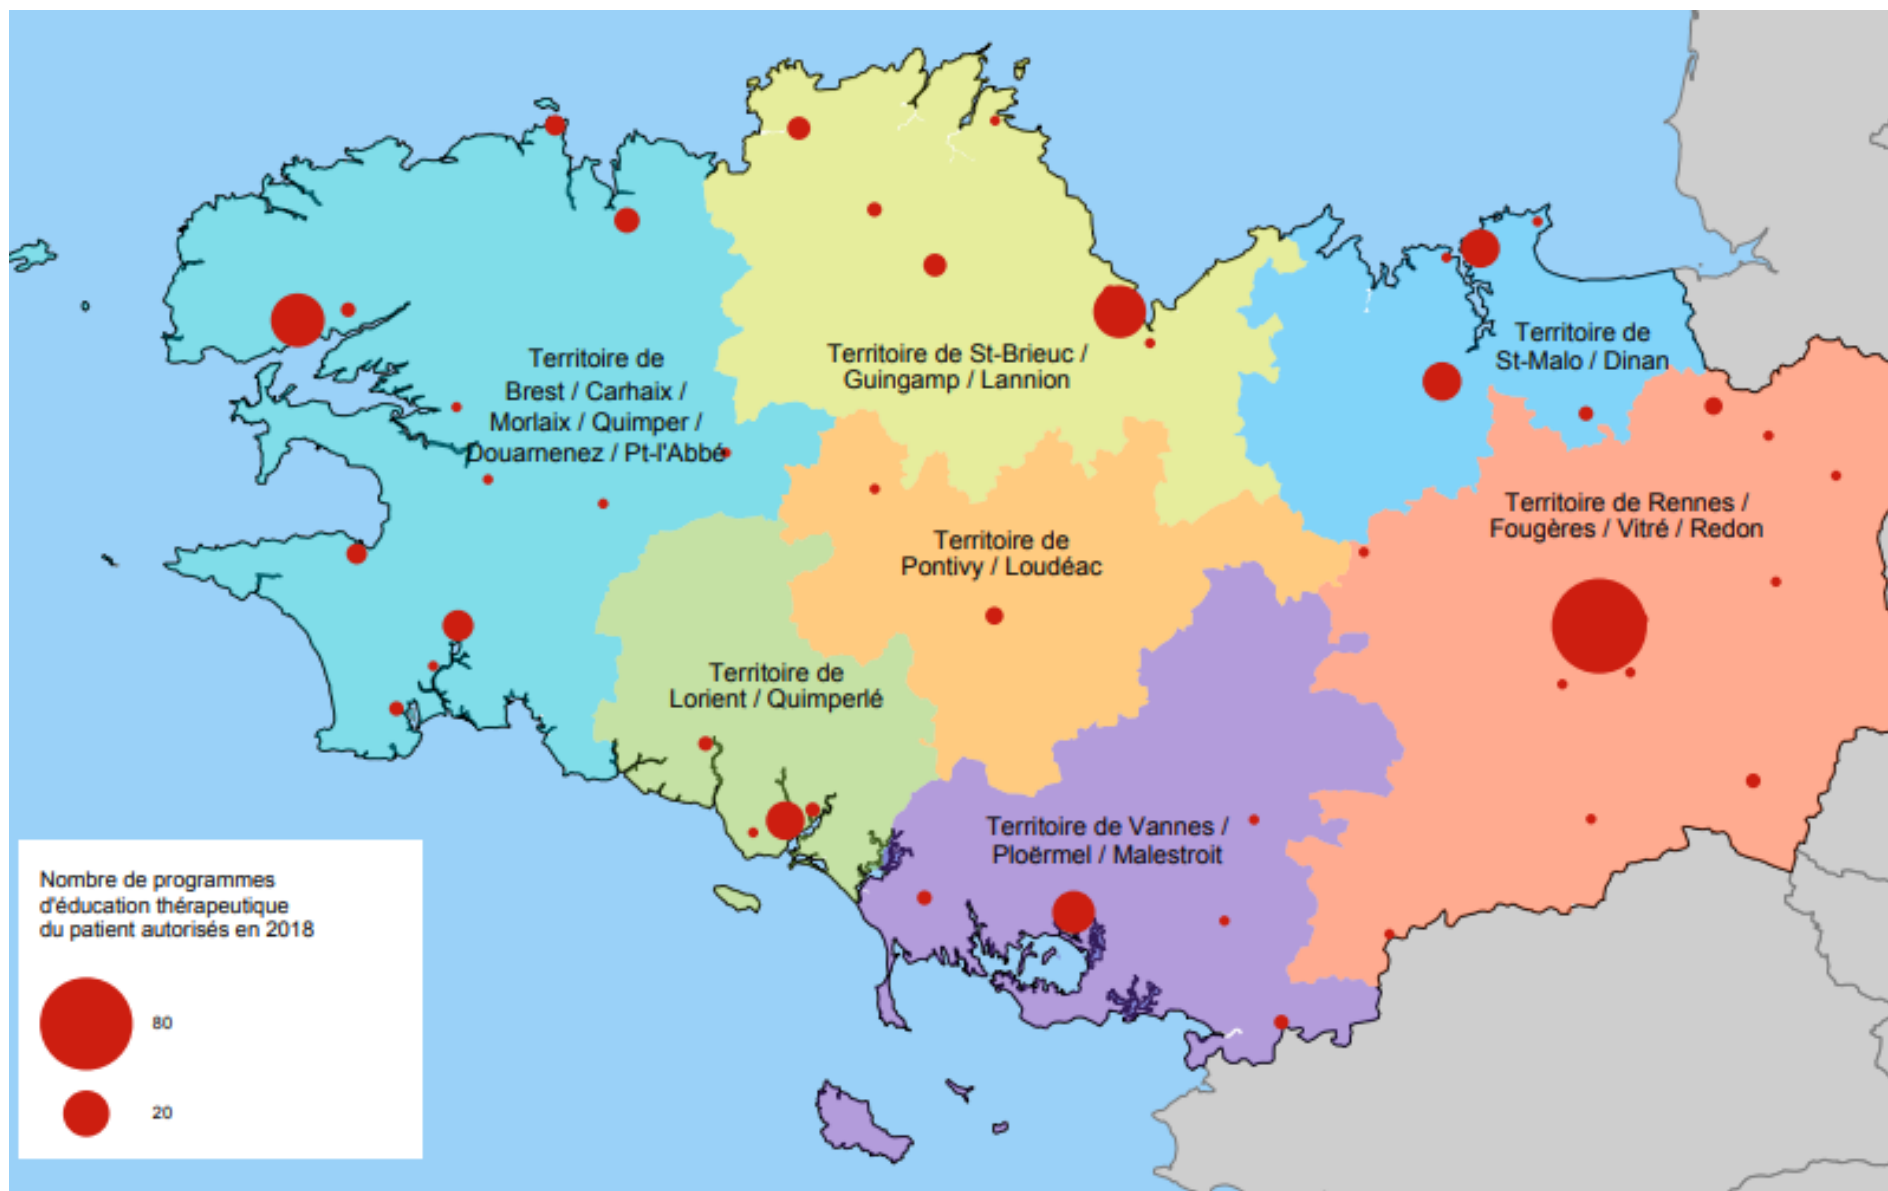 Territoire de
Brest / Carhaix /
Morlaix / Quimper /
Douarnenez / Pt-l'Abbé
Territoire de St-Brieuc /
Guingamp / Lannion
Territoire de
St-Malo / Dinan
Territoire de Rennes /
Fougères / Vitré / Redon
Territoire de
Pontivy / Loudéac
Territoire de
Lorient / Quimperlé
Territoire de Vannes /
Ploërmel / Malestroit
Nombre de programmes
d'éducation thérapeutique
du patient autorisés en 2018
80
20